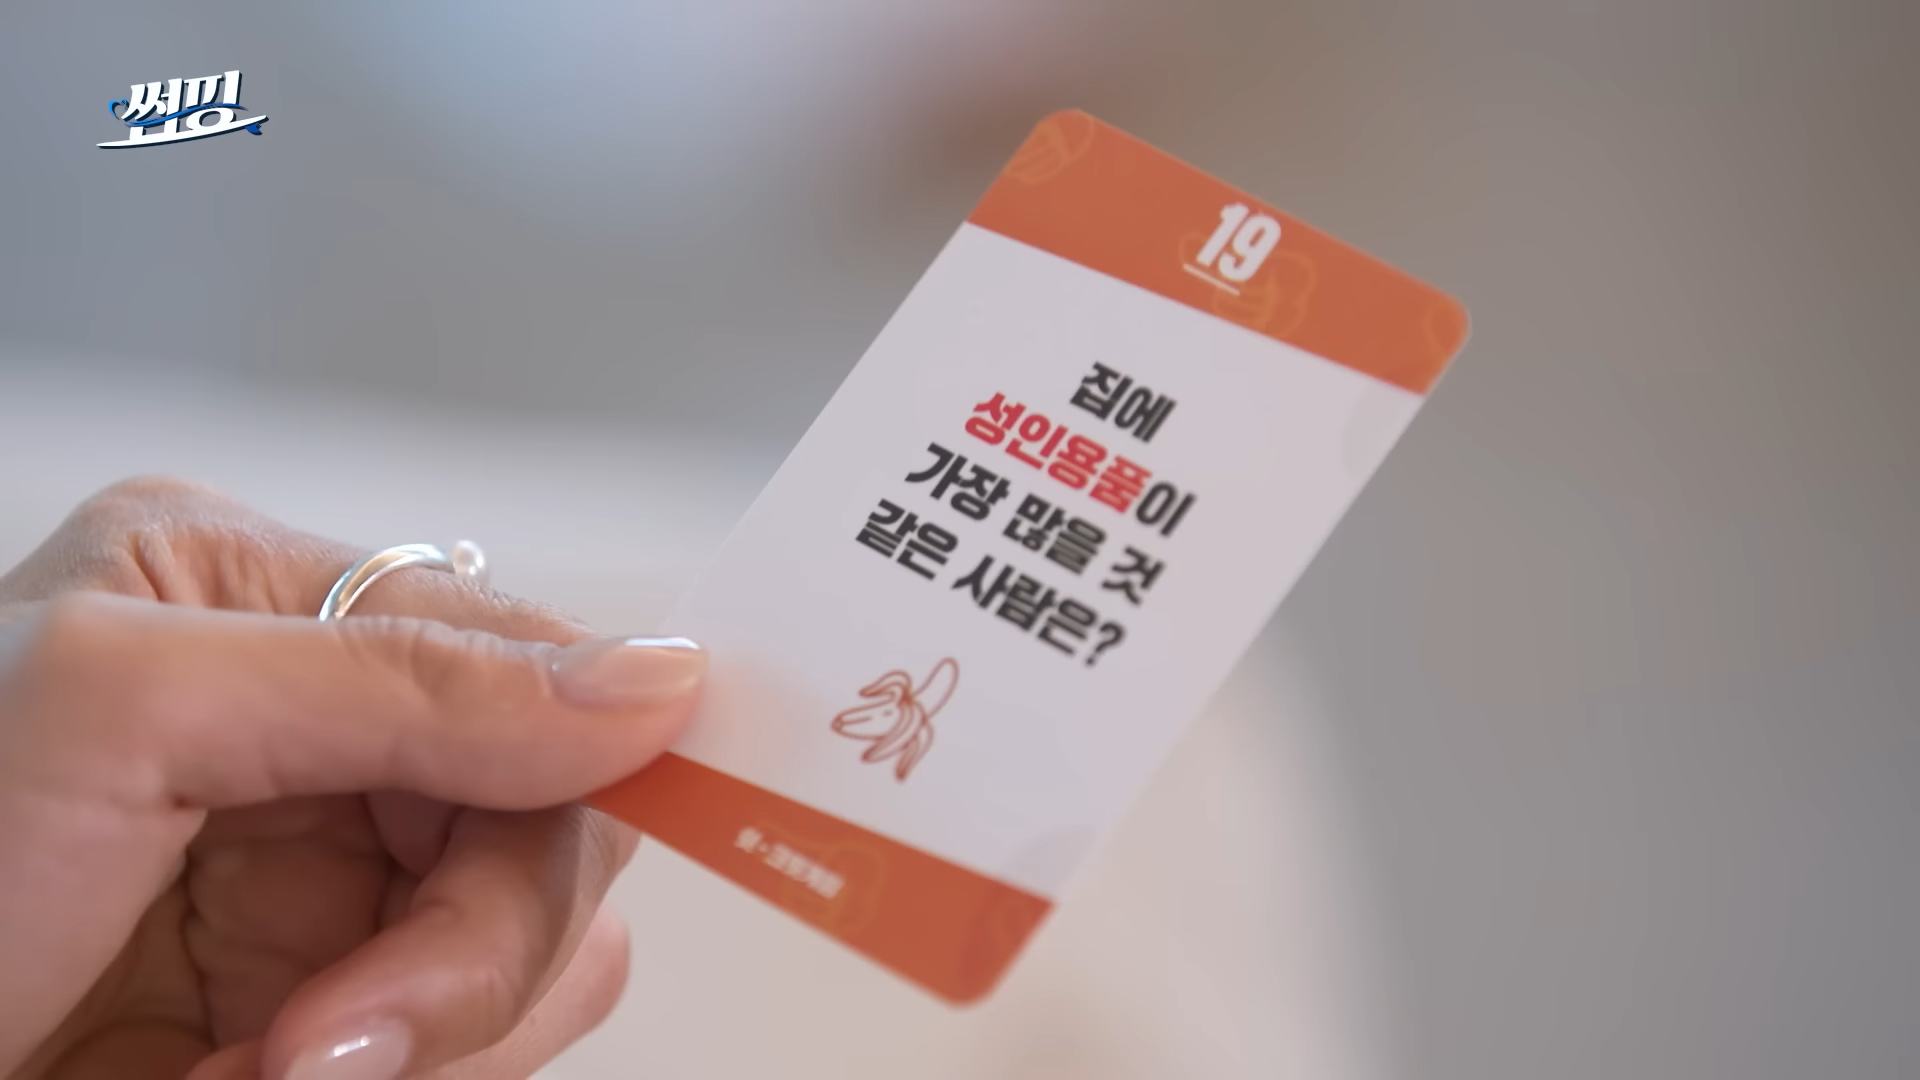 썸핑
19
집에
성인용품이
가장 많을 것
같은 사람은?